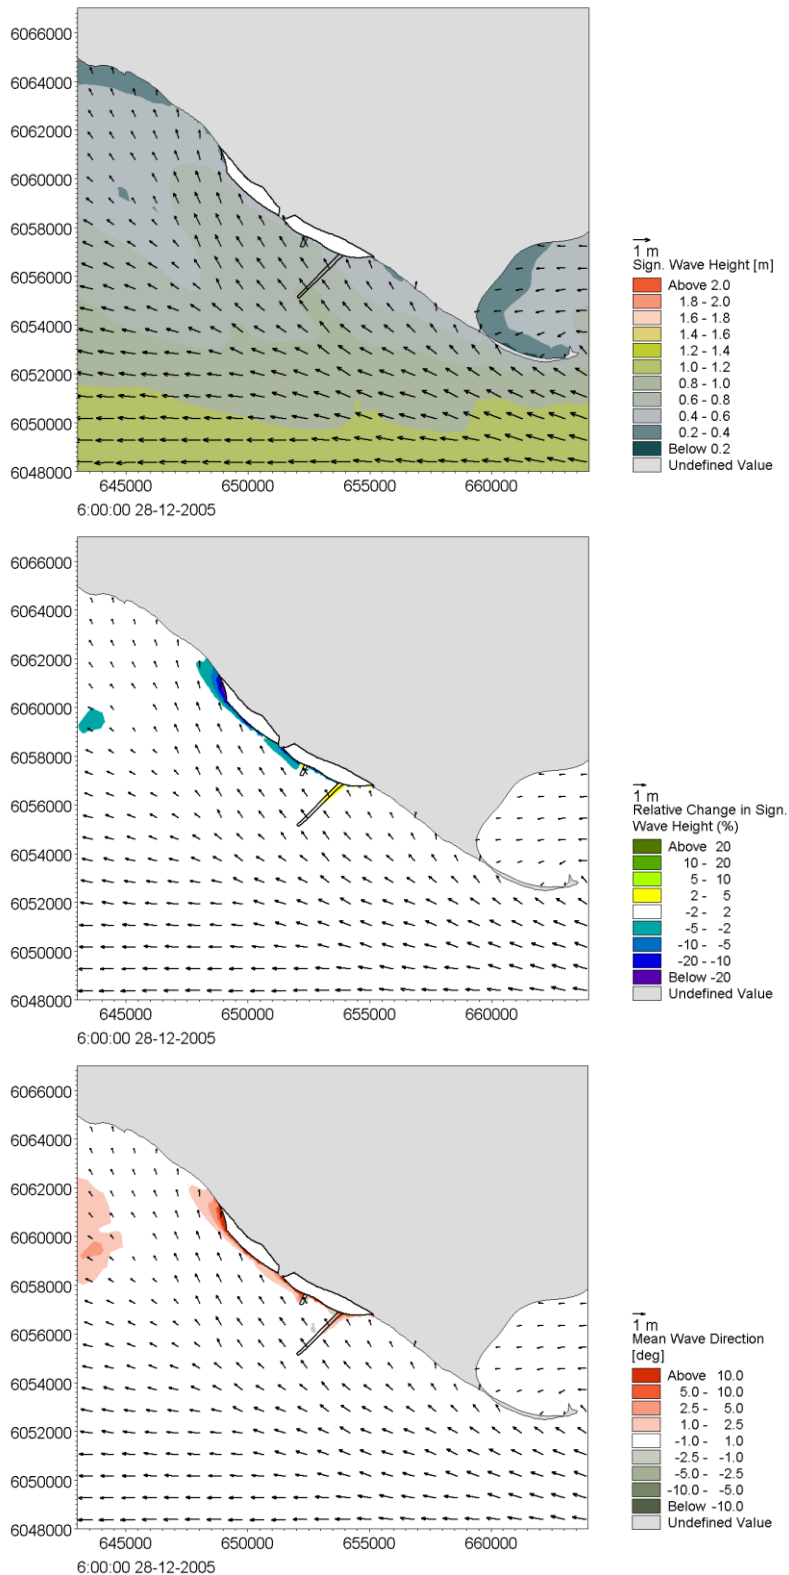 6066000
6064000
6062000
6060000
6058000
6056000
6054000
6052000
6050000
6048000
645000 650000 655000 660000
6:00:00 28-12-2005
1 m
Sign. Wave Height [m]
Above 2.0
1.8 - 2.0
1.6 - 1.8
1.4 - 1.6
1.2 - 1.4
1.0 - 1.2
0.8 - 1.0
0.6 - 0.8
0.4 - 0.6
0.2 - 0.4
Below 0.2
Undefined Value
6066000
6064000
6062000
6060000
6058000
6056000
6054000
6052000
6050000
6048000
645000 650000 655000 660000
6:00:00 28-12-2005
1 m
Relative Change in Sign.
Wave Height (%)
Above 20
10 - 20
5 - 10
2 - 5
-2 - 2
-5 - -2
-10 - -5
-20 - -10
Below -20
Undefined Value
6066000
6064000
6062000
6060000
6058000
6056000
6054000
6052000
6050000
6048000
645000 650000 655000 660000
6:00:00 28-12-2005
1 m
Mean Wave Direction
[deg]
Above 10.0
5.0 - 10.0
2.5 - 5.0
1.0 - 2.5
-1.0 - 1.0
-2.5 - -1.0
-5.0 - -2.5
-10.0 - -5.0
Below -10.0
Undefined Value